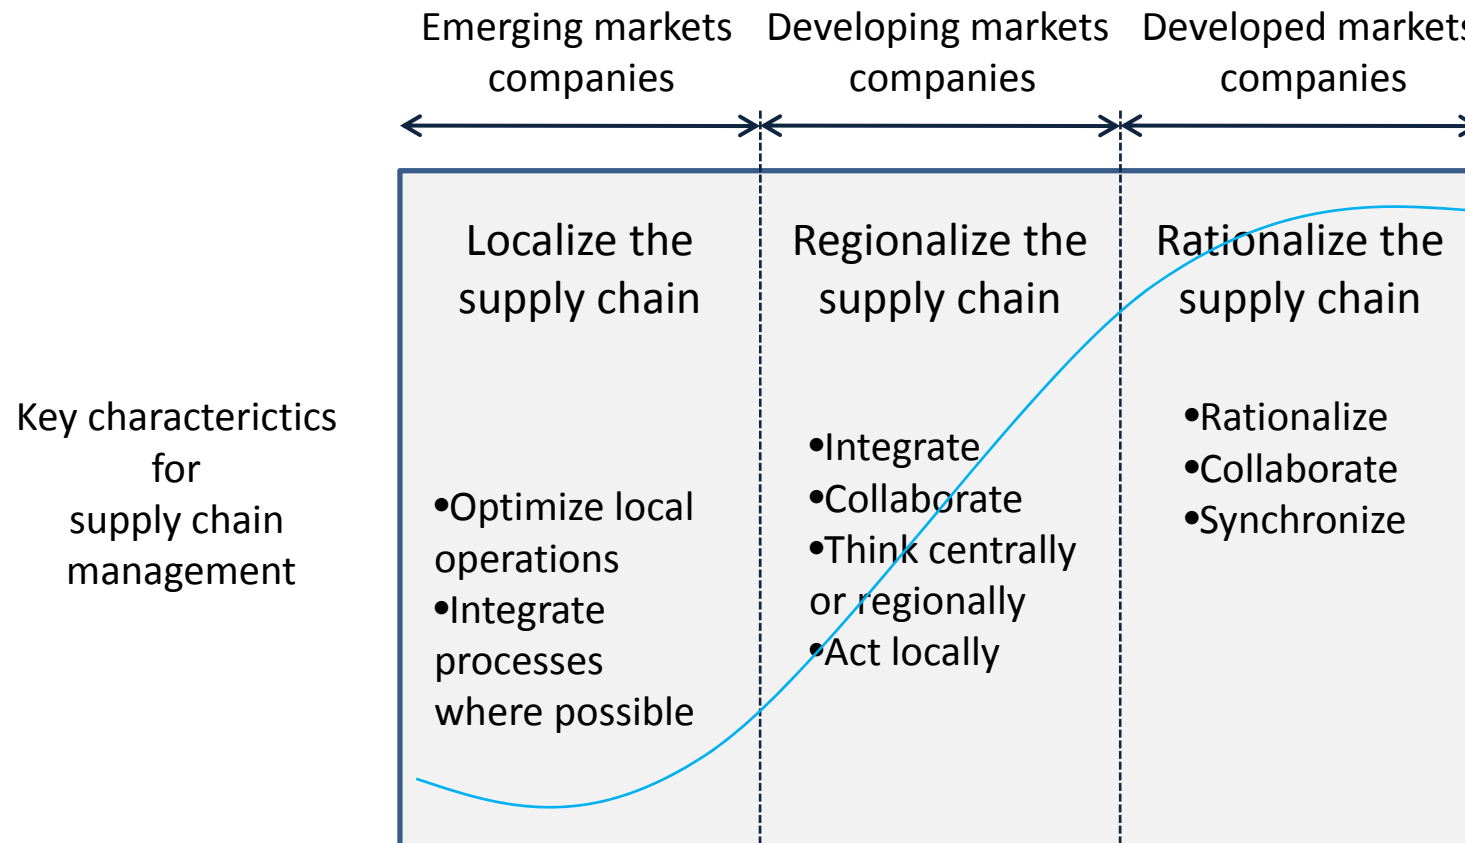 Emerging markets
companies
Developing markets
companies
Developed markets
companies
Key characterictics
for
supply chain
management
Localize the
supply chain
•Optimize local
operations
•Integrate
processes
where possible
Regionalize the
supply chain
•Integrate
•Collaborate
•Think centrally
or regionally
•Act locally
Rationalize the
supply chain
•Rationalize
•Collaborate
•Synchronize